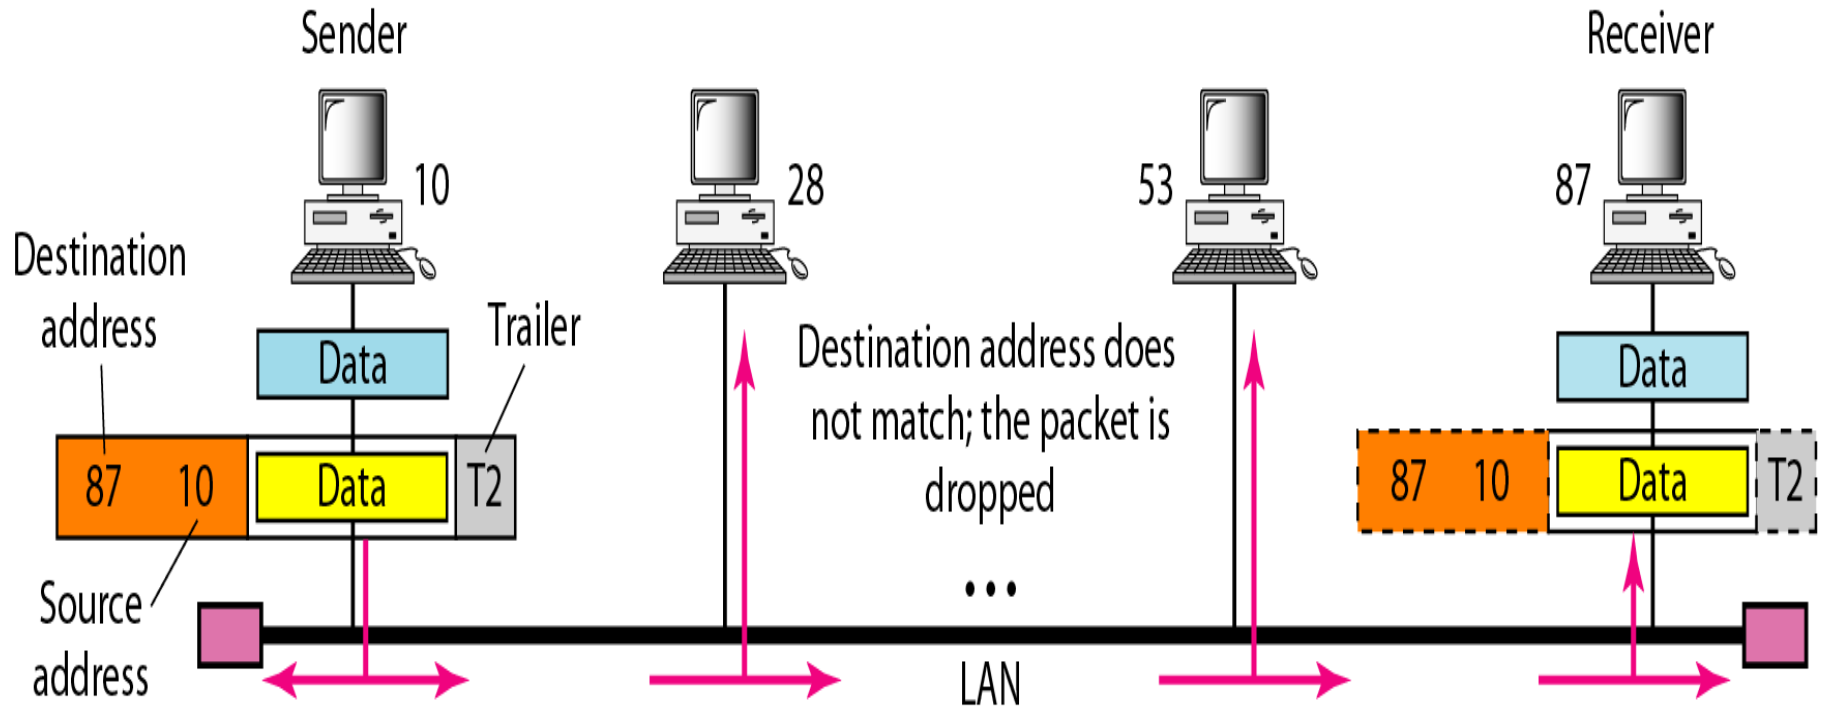 Sender
Receiver
10
28
53
87
Destination
address
Trailer
Data
Destination address does
not match; the packet is
dropped
Data
87 10 Data T2
87 10 Data T2
Source
address
...
LAN